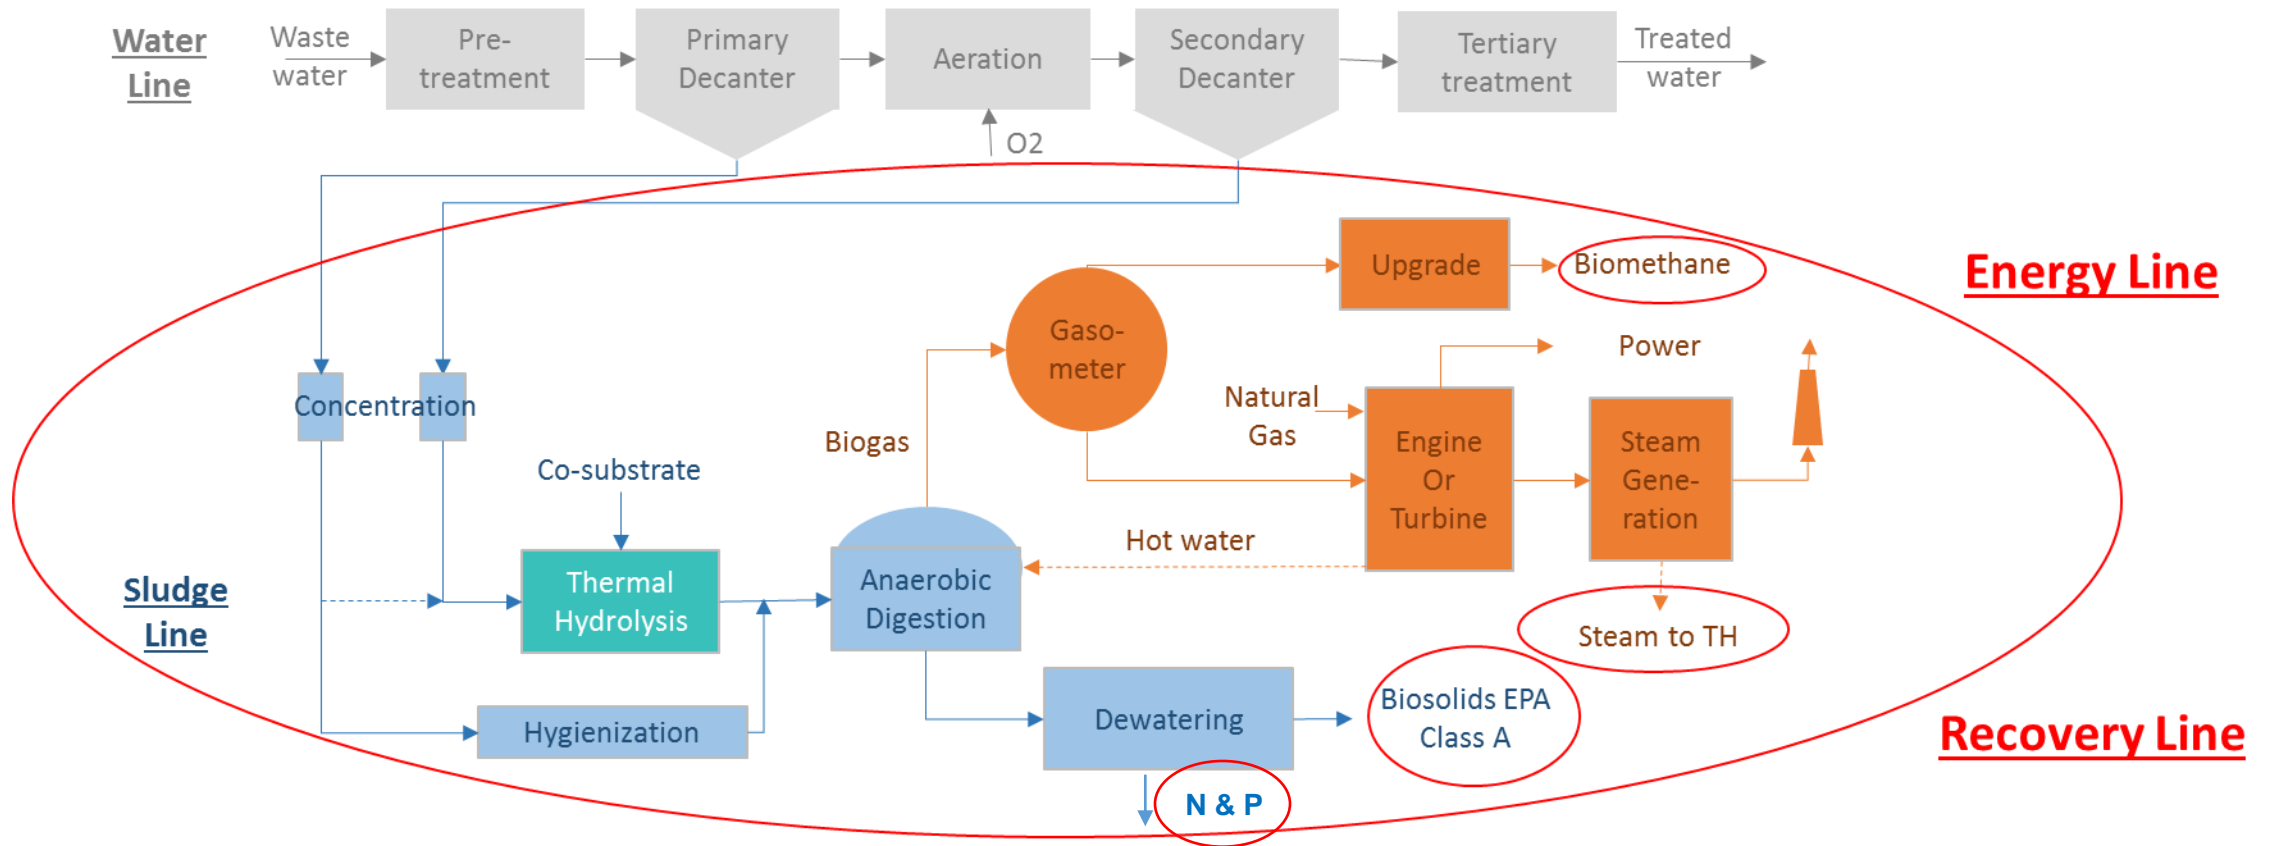 Water
Line
Waste
water
Pre-
treatment
Primary
Decanter
Aeration
Secondary
Decanter
Tertiary
treatment
Treated
water
O2
Upgrade
Biomethane
Energy Line
Gaso-
meter
Power
Natural
Gas
Concentration
Biogas
Engine
Or
Turbine
Steam
Gene-
ration
Co-substrate
Hot water
Sludge
Line
Thermal
Hydrolysis
Anaerobic
Digestion
Steam to TH
Hygienization
Dewatering
Biosolids EPA
Class A
Recovery Line
N & P